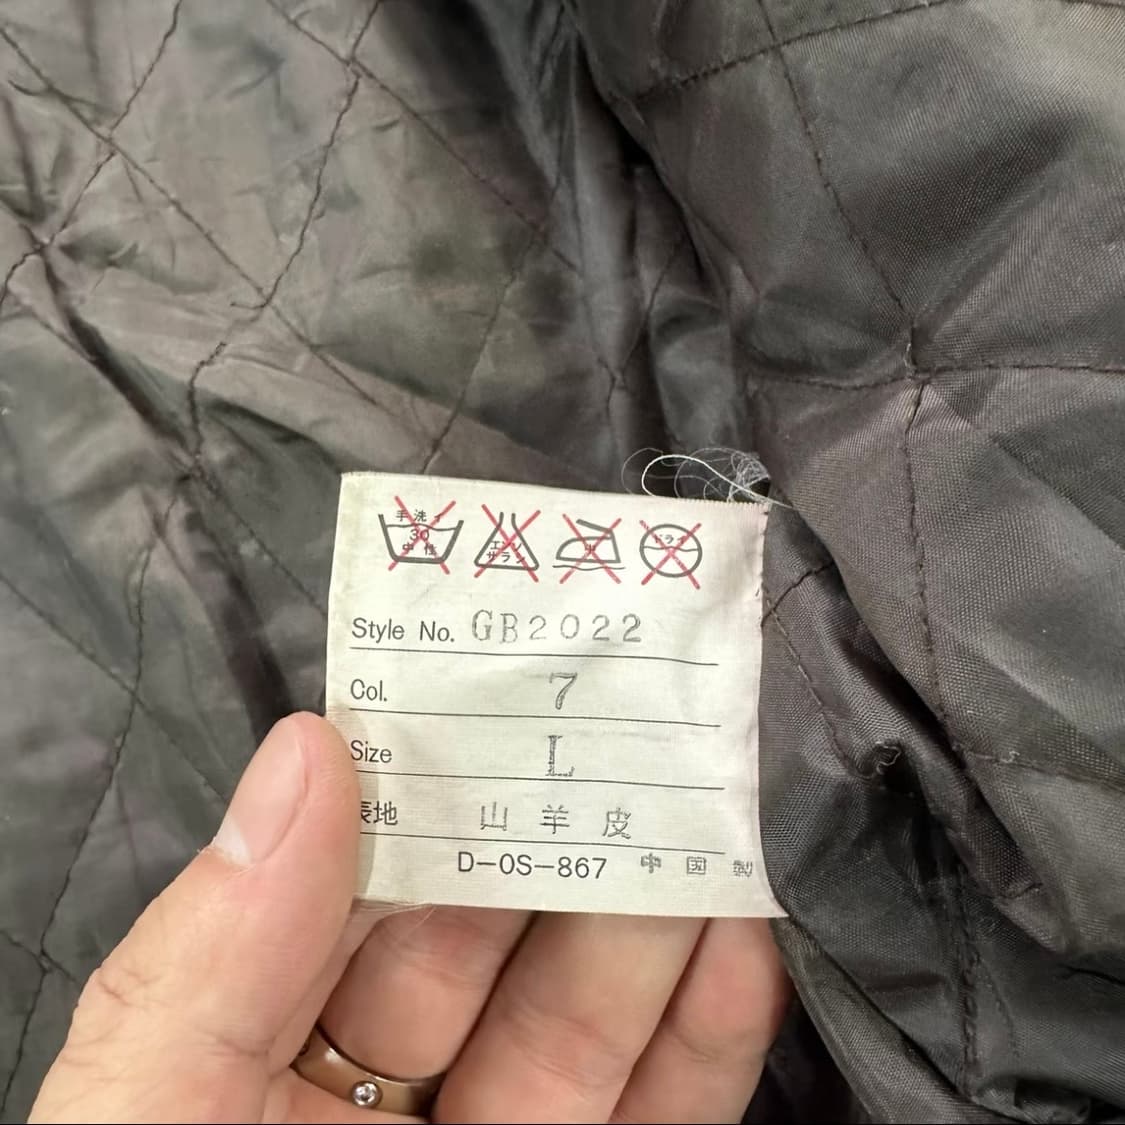 手洗イ 30 中性 エンソサラシ 中 ドライ
Style No. GB2022
Col. 7
Size L
表地 山羊皮
D-OS-867 中国製